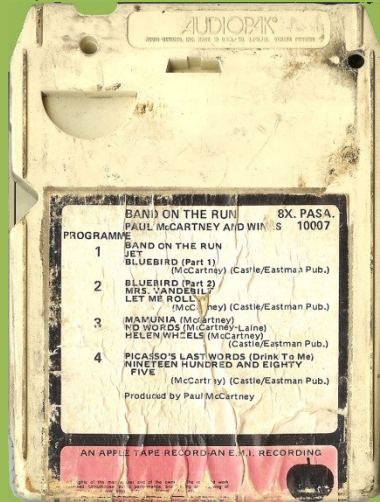 AUDIOPAK®
BAND ON THE RUN 8X. PASA.
PAUL McCARTNEY AND WINGS 10007
PROGRAMME
1 BAND ON THE RUN
JET
BLUEBIRD (Part 1)
(McCartney) (Castle/Eastman Pub.)
2 BLUEBIRD (Part 2)
MRS. VANDEBILT
LET ME ROLL
(McCartney) (Castle/Eastman Pub.)
3 MAMUNIA (McCartney)
NO WORDS (McCartney-Laine)
HELEN WHEELS (McCartney)
(Castle/Eastman Pub.)
4 PICASSO'S LAST WORDS (Drink To Me)
NINETEEN HUNDRED AND EIGHTY
FIVE
(McCartney) (Castle/Eastman Pub.)
Produced by Paul McCartney
AN APPLE TAPE RECORD-AN E.M.I. RECORDING